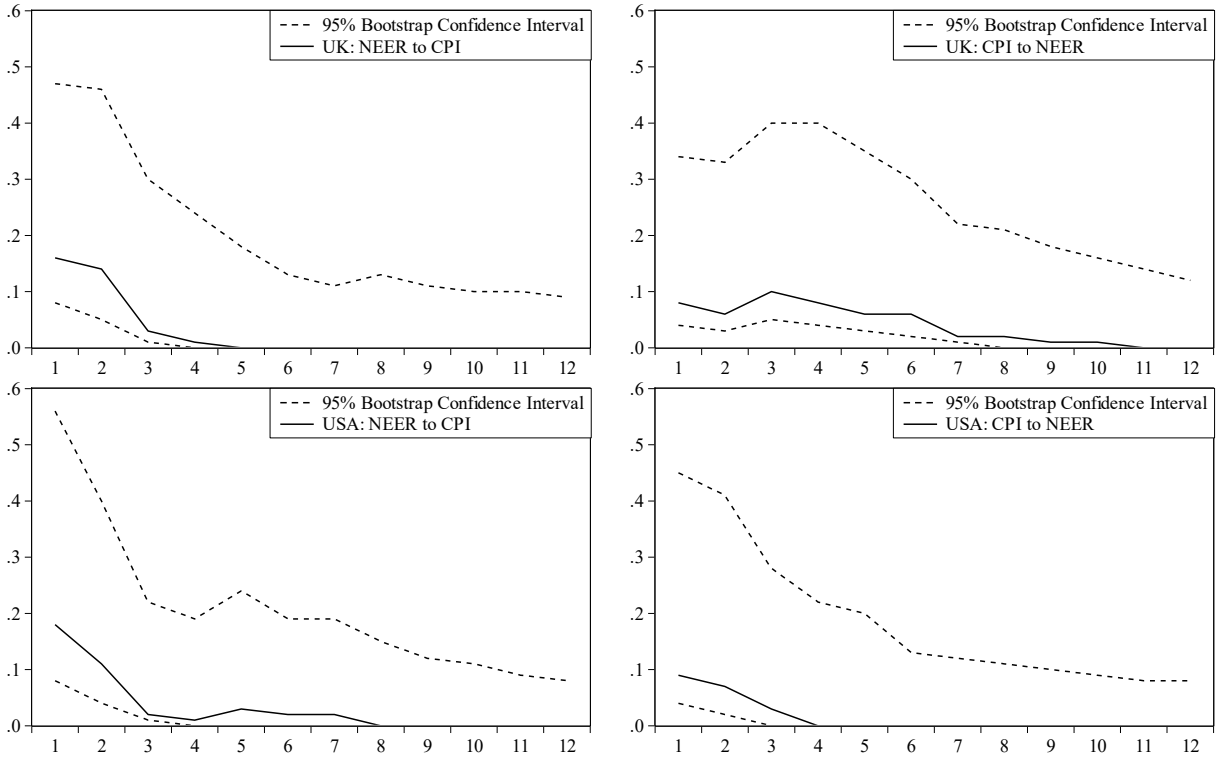 .6
.5
.4
.3
.2
.1
.0
95% Bootstrap Confidence Interval
UK: NEER to CPI
1 2 3 4 5 6 7 8 9 10 11 12
.6
.5
.4
.3
.2
.1
.0
95% Bootstrap Confidence Interval
UK: CPI to NEER
1 2 3 4 5 6 7 8 9 10 11 12
.6
.5
.4
.3
.2
.1
.0
95% Bootstrap Confidence Interval
USA: NEER to CPI
1 2 3 4 5 6 7 8 9 10 11 12
.6
.5
.4
.3
.2
.1
.0
95% Bootstrap Confidence Interval
USA: CPI to NEER
1 2 3 4 5 6 7 8 9 10 11 12